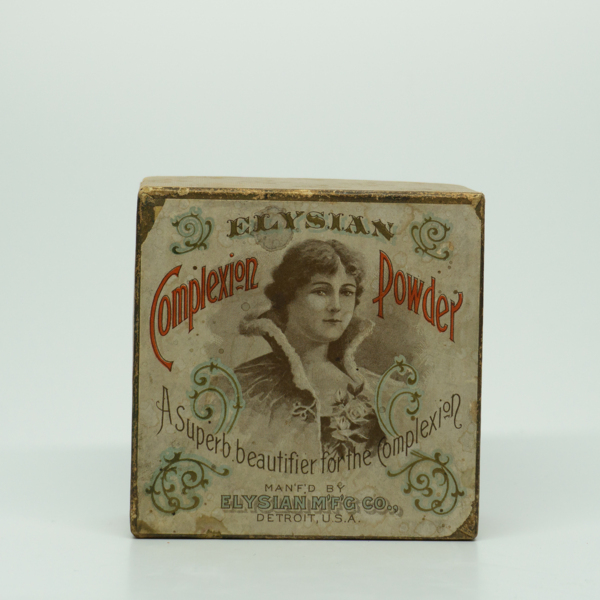 ELYSIAN
Complexion Powder
A Superb beautifier for the Complexion
MAN'F'D BY
ELYSIAN M'F'G CO.,
DETROIT, U.S.A.